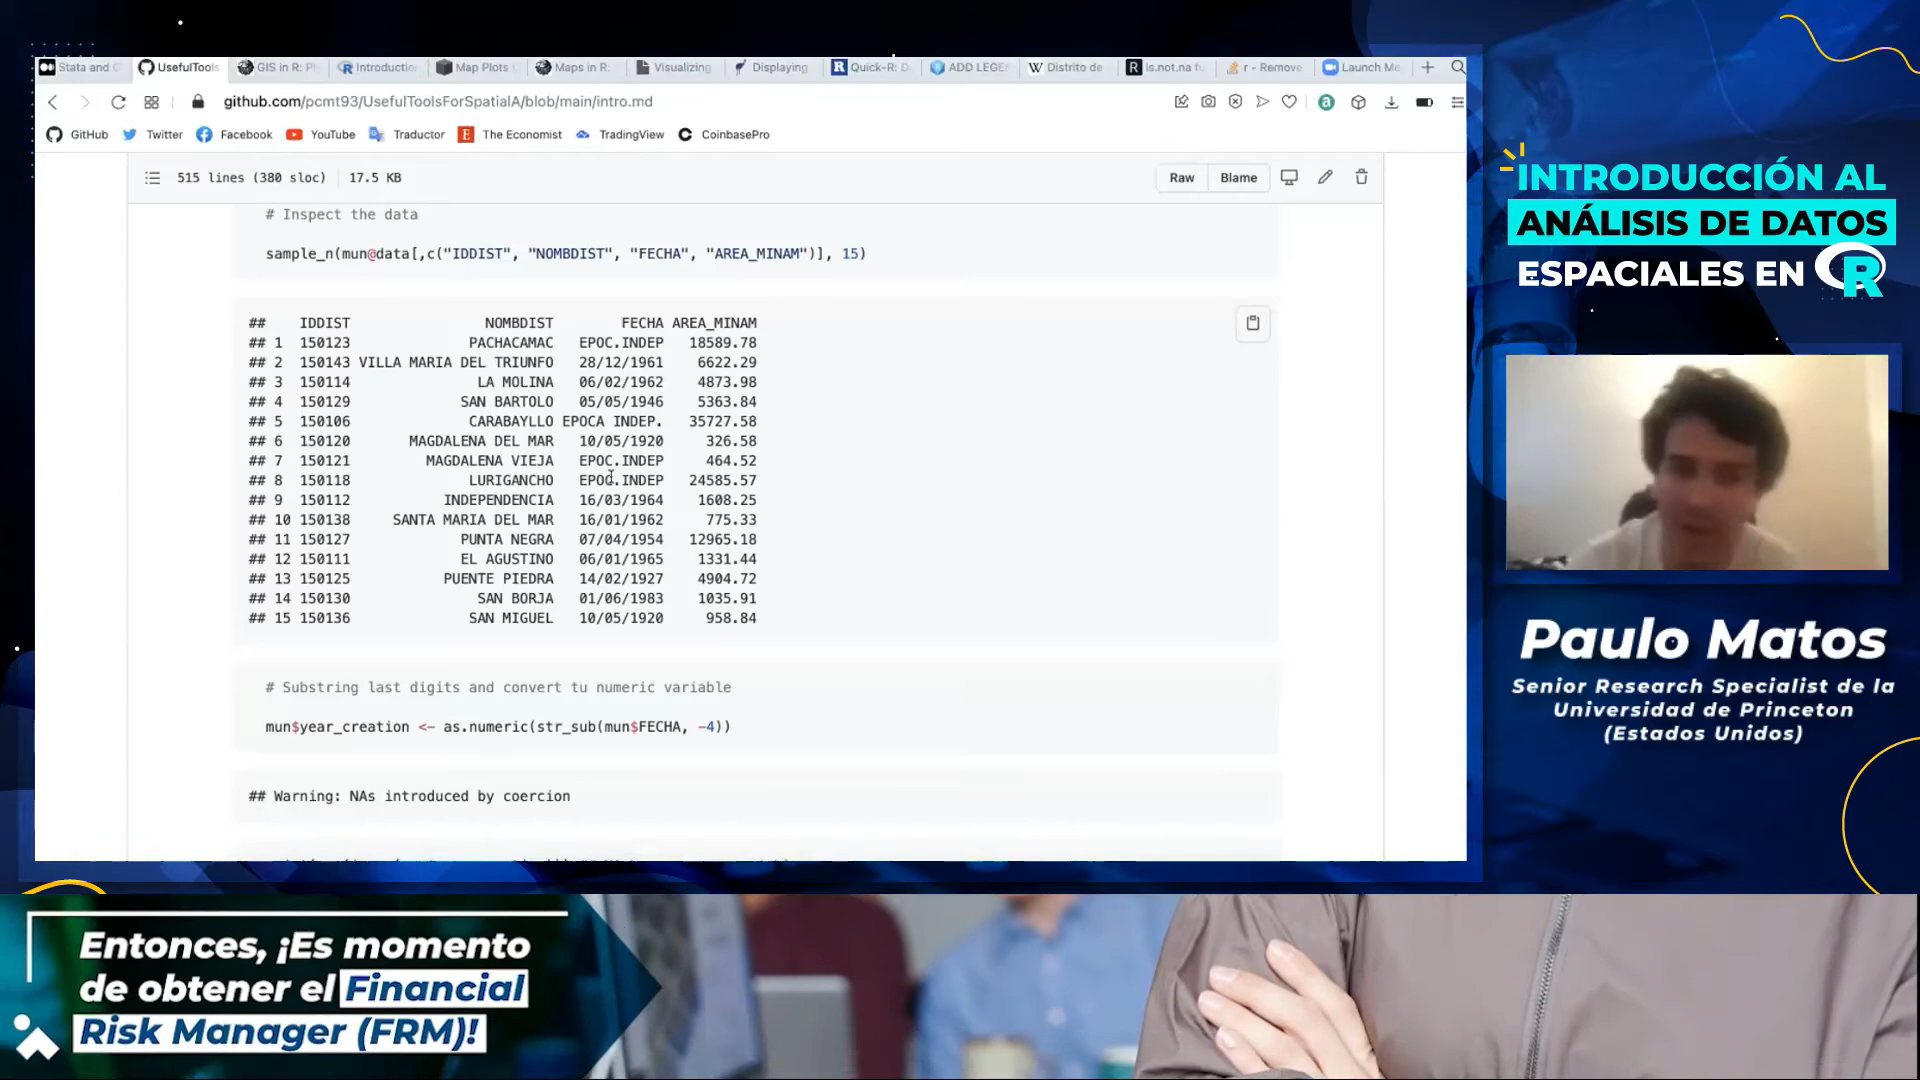 Stata and
UsefulTools
GIS in R: Pl
Introduction
Map Plots
Maps in R:
Visualizing
Displaying
Quick-R: D
ADD LEGE
Distrito de
is.not.na fu
r - Remove
Launch Me
github.com/pcmt93/UsefulToolsForSpatialA/blob/main/intro.md
GitHub Twitter Facebook YouTube Traductor The Economist TradingView CoinbasePro
515 lines (380 sloc) 17.5 KB
Raw Blame
# Inspect the data
sample_n(mun@data[,c("IDDIST", "NOMBDIST", "FECHA", "AREA_MINAM")], 15)
## IDDIST NOMBDIST FECHA AREA_MINAM
## 1 150123 PACHACAMAC EPOC.INDEP 18589.78
## 2 150143 VILLA MARIA DEL TRIUNFO 28/12/1961 6622.29
## 3 150114 LA MOLINA 06/02/1962 4873.98
## 4 150129 SAN BARTOLO 05/05/1946 5363.84
## 5 150106 CARABAYLLO EPOCA INDEP. 35727.58
## 6 150120 MAGDALENA DEL MAR 10/05/1920 326.58
## 7 150121 MAGDALENA VIEJA EPOC.INDEP 464.52
## 8 150118 LURIGANCHO EPOC.INDEP 24585.57
## 9 150112 INDEPENDENCIA 16/03/1964 1608.25
## 10 150138 SANTA MARIA DEL MAR 16/01/1962 775.33
## 11 150127 PUNTA NEGRA 07/04/1954 12965.18
## 12 150111 EL AGUSTINO 06/01/1965 1331.44
## 13 150125 PUENTE PIEDRA 14/02/1927 4904.72
## 14 150130 SAN BORJA 01/06/1983 1035.91
## 15 150136 SAN MIGUEL 10/05/1920 958.84
# Substring last digits and convert tu numeric variable
mun$year_creation <- as.numeric(str_sub(mun$FECHA, -4))
## Warning: NAs introduced by coercion
INTRODUCCIÓN AL
ANÁLISIS DE DATOS
ESPACIALES EN R
Paulo Matos
Senior Research Specialist de la
Universidad de Princeton
(Estados Unidos)
Entonces, ¡Es momento
de obtener el Financial
Risk Manager (FRM)!